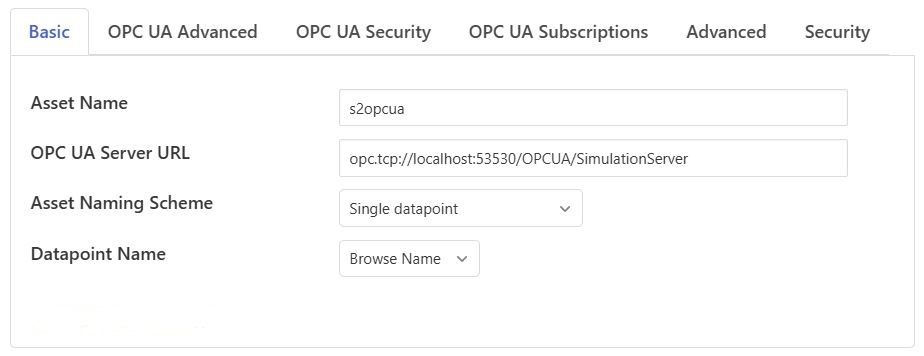 Basic OPC UA Advanced OPC UA Security OPC UA Subscriptions Advanced Security
Asset Name s2opcua
OPC UA Server URL opc.tcp://localhost:53530/OPCUA/SimulationServer
Asset Naming Scheme Single datapoint
Datapoint Name Browse Name